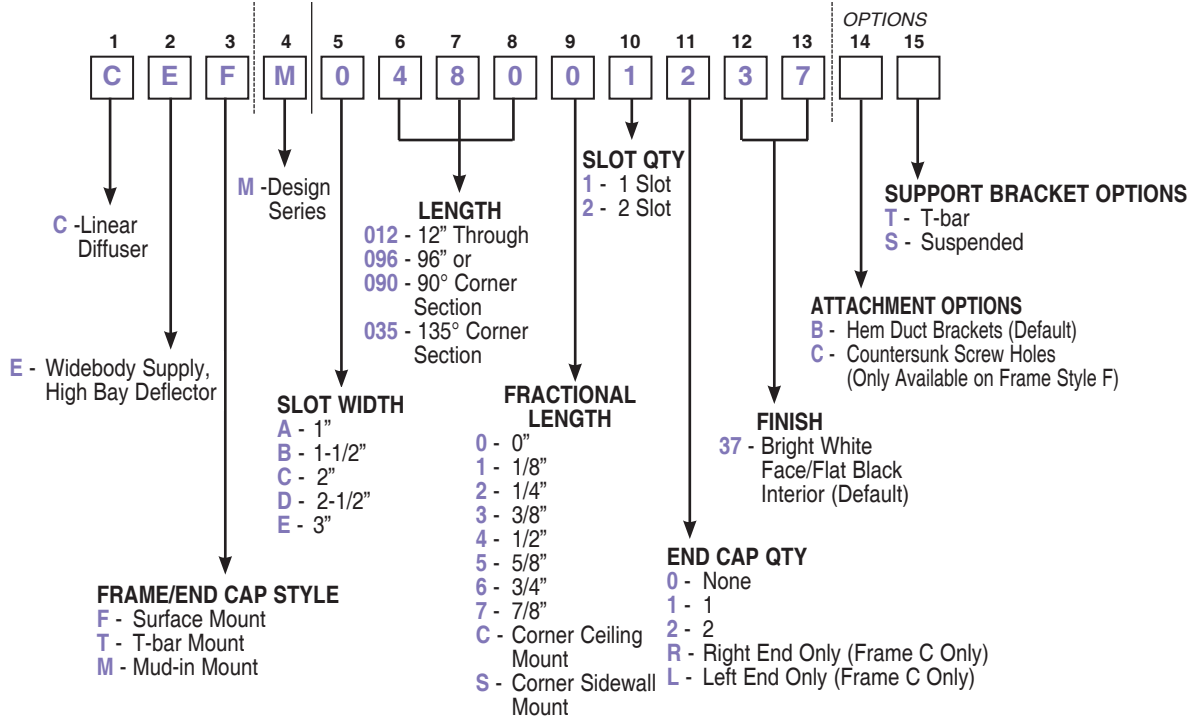 OPTIONS
1 2 3 4 5 6 7 8 9 10 11 12 13 14 15
C E F M 0 4 8 0 0 1 2 3 7
C -Linear
Diffuser
E - Widebody Supply,
High Bay Deflector
FRAME/END CAP STYLE
F - Surface Mount
T - T-bar Mount
M - Mud-in Mount
M -Design
Series
SLOT WIDTH
A - 1”
B - 1-1/2”
C - 2”
D - 2-1/2”
E - 3”
LENGTH
012 - 12” Through
096 - 96” or
090 - 90° Corner
Section
035 - 135° Corner
Section
FRACTIONAL
LENGTH
0 - 0”
1 - 1/8”
2 - 1/4”
3 - 3/8”
4 - 1/2”
5 - 5/8”
6 - 3/4”
7 - 7/8”
C - Corner Ceiling
Mount
S - Corner Sidewall
Mount
SLOT QTY
1 - 1 Slot
2 - 2 Slot
END CAP QTY
0 - None
1 - 1
2 - 2
R - Right End Only (Frame C Only)
L - Left End Only (Frame C Only)
FINISH
37 - Bright White
Face/Flat Black
Interior (Default)
ATTACHMENT OPTIONS
B - Hem Duct Brackets (Default)
C - Countersunk Screw Holes
(Only Available on Frame Style F)
SUPPORT BRACKET OPTIONS
T - T-bar
S - Suspended